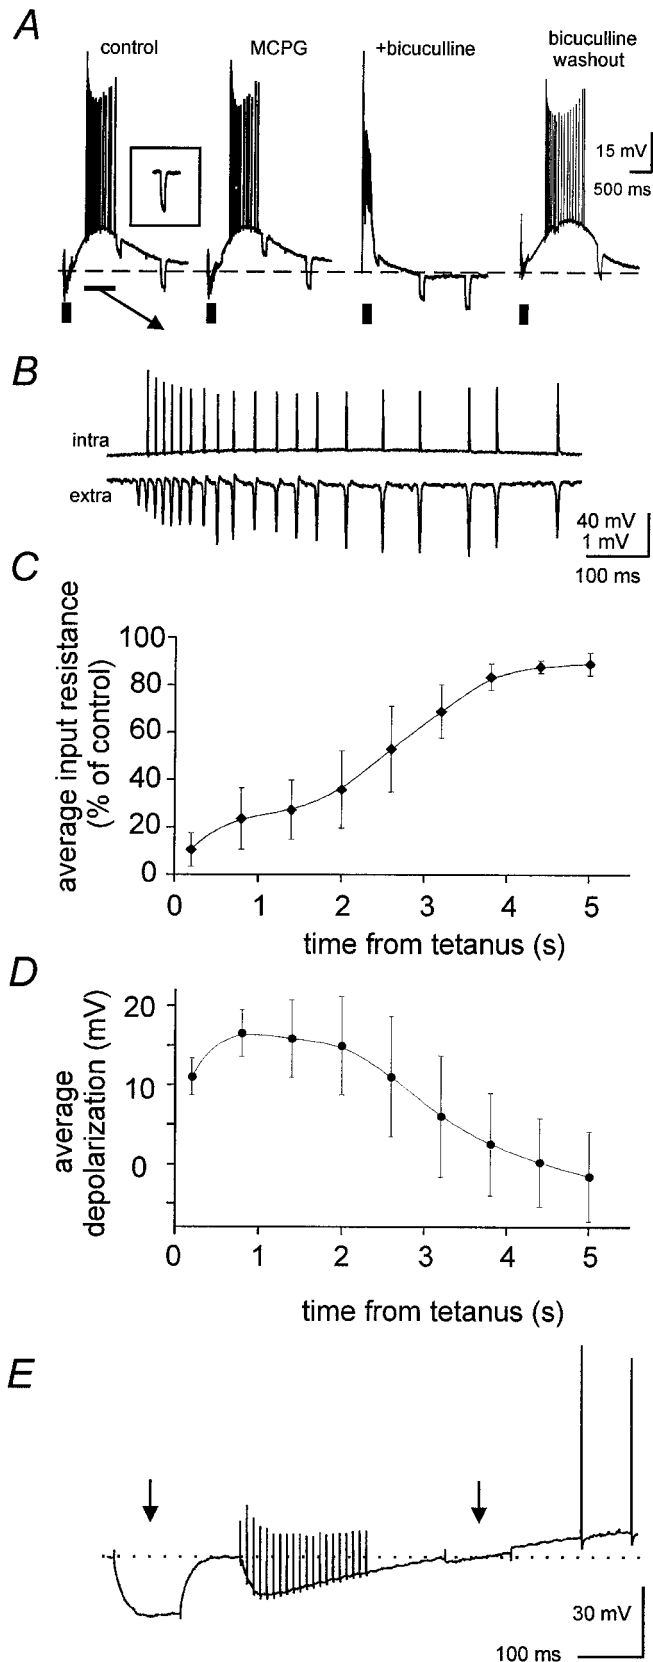 A
control
MCPG
+bicuculline
bicuculline
washout
15 mV
500 ms
B
intra
extra
40 mV
1 mV
100 ms
C
average input resistance
(% of control)
100
80
60
40
20
0
0 1 2 3 4 5
time from tetanus (s)
D
average
depolarization (mV)
20
10
0
0 1 2 3 4 5
time from tetanus (s)
E
30 mV
100 ms